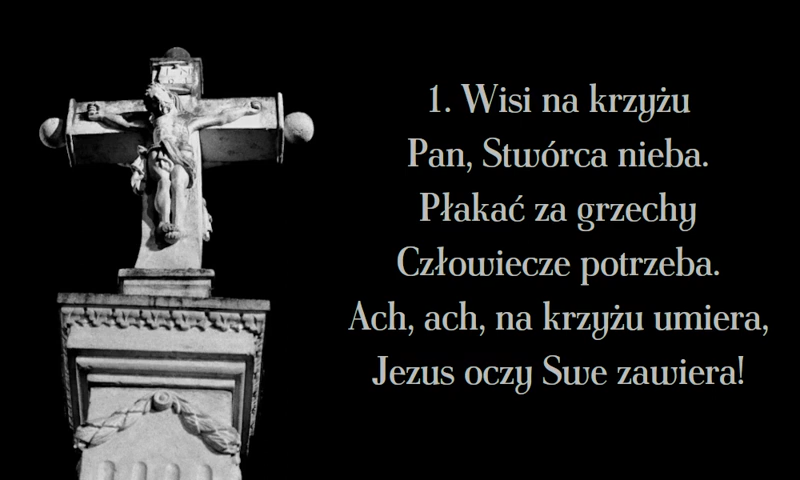 1. Wisi na krzyżu
Pan, Stwórca nieba.
Płakać za grzechy
Człowiecze potrzeba.
Ach, ach, na krzyżu umiera,
Jezus oczy Swe zawiera!